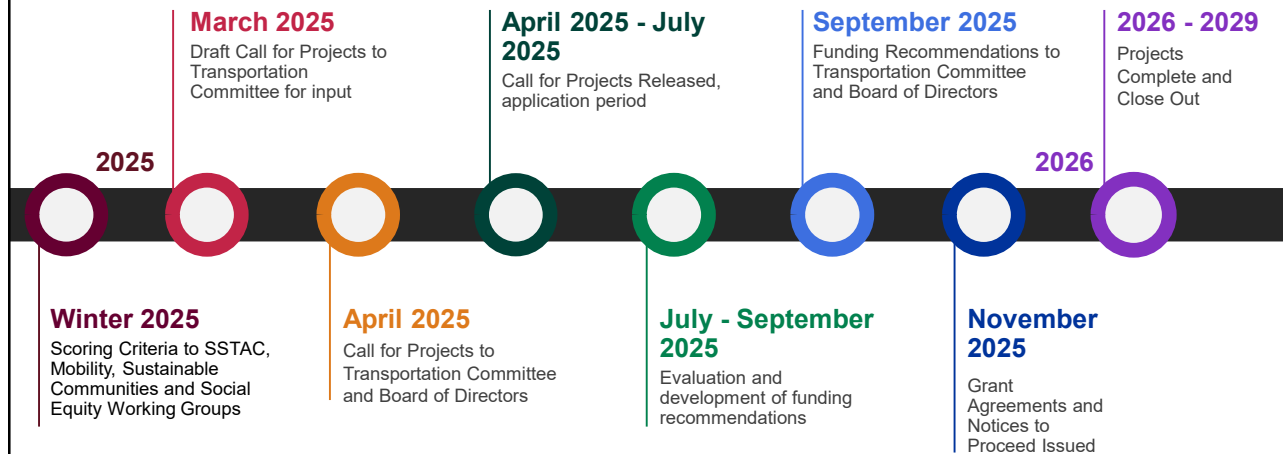 March 2025
Draft Call for Projects to
Transportation
Committee for input
April 2025 - July
2025
Call for Projects Released,
application period
September 2025
Funding Recommendations to
Transportation Committee
and Board of Directors
2026 - 2029
Projects
Complete and
Close Out
2025
2026
Winter 2025
Scoring Criteria to SSTAC,
Mobility, Sustainable
Communities and Social
Equity Working Groups
April 2025
Call for Projects to
Transportation Committee
and Board of Directors
July - September
2025
Evaluation and
development of funding
recommendations
November
2025
Grant
Agreements and
Notices to
Proceed Issued